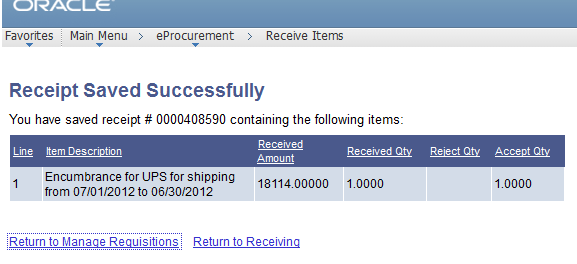 ORACLE
Favorites Main Menu > eProcurement > Receive Items
Receipt Saved Successfully
You have saved receipt # 0000408590 containing the following items:
Line Item Description Received Amount Received Qty Reject Qty Accept Qty
1 Encumbrance for UPS for shipping from 07/01/2012 to 06/30/2012 18114.00000 1.0000 1.0000
Return to Manage Requisitions Return to Receiving